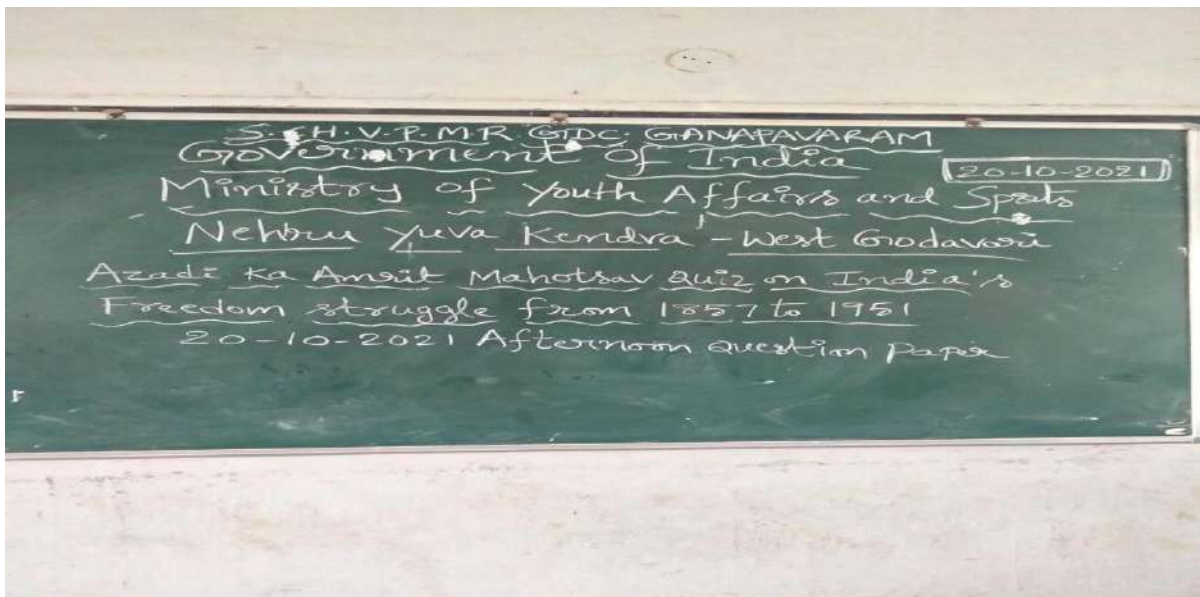 S.CH.V.P.M.R. GDC. GANAPAVARAM
Government of India
20-10-2021
Ministry of Youth Affairs and Sports
Nehru Yuva Kendra - West Godavari
Azadi Ka Amrit Mahotsav Quiz on India's
Freedom struggle from 1857 to 1951
20-10-2021 Afternoon Question Paper